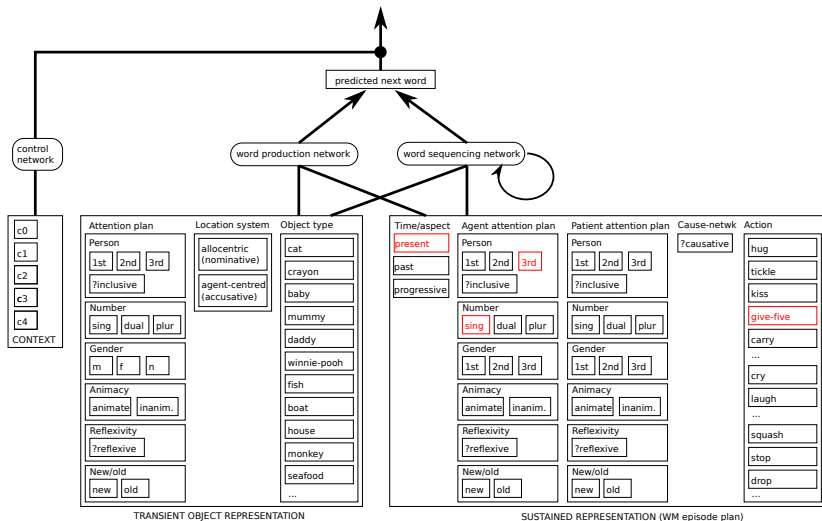 predicted next word
control
network
word production network
word sequencing network
c0
c1
c2
c3
c4
CONTEXT
Attention plan
Person
1st 2nd 3rd
?inclusive
Number
sing dual plur
Gender
m f n
Animacy
animate inanim.
Reflexivity
?reflexive
New/old
new old
Location system
allocentric
(nominative)
agent-centred
(accusative)
Object type
cat
crayon
baby
mummy
daddy
winnie-pooh
fish
boat
house
monkey
seafood
...
TRANSIENT OBJECT REPRESENTATION
Time/aspect
present
past
progressive
Agent attention plan
Person
1st 2nd 3rd
?inclusive
Number
sing dual plur
Gender
1st 2nd 3rd
Animacy
animate inanim.
Reflexivity
?reflexive
New/old
new old
Patient attention plan
Person
1st 2nd 3rd
?inclusive
Number
sing dual plur
Gender
1st 2nd 3rd
Animacy
animate inanim.
Reflexivity
?reflexive
New/old
new old
Cause-netwk
?causative
Action
hug
tickle
kiss
give-five
carry
...
cry
laugh
...
squash
stop
drop
...
SUSTAINED REPRESENTATION (WM episode plan)